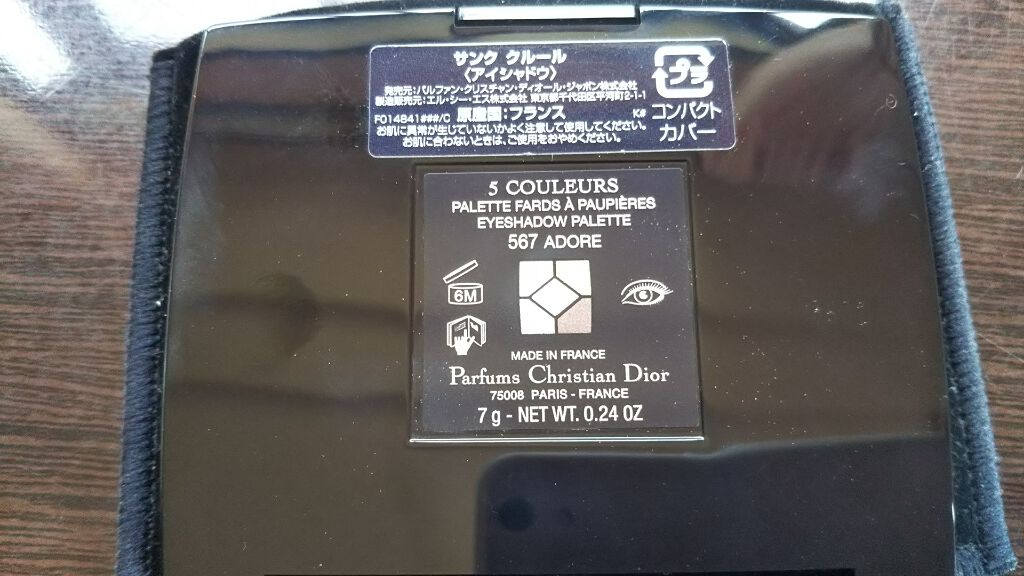 サンク クルール
〈アイシャドウ〉
発売元:パルファン・クリスチャン・ディオール・ジャポン株式会社
製造販売元:エル・シー・エス株式会社 東京都千代田区平河町2-1-1
F014841###/C 原産国:フランス K#
お肌に異常が生じていないかよく注意して使用してください。
お肌に合わないときは、ご使用をおやめください。
プラ
コンパクト
カバー
5 COULEURS
PALETTE FARDS À PAUPIÈRES
EYESHADOW PALETTE
567 ADORE
6M
MADE IN FRANCE
Parfums Christian Dior
75008 PARIS - FRANCE
7 g - NET WT. 0.24 OZ